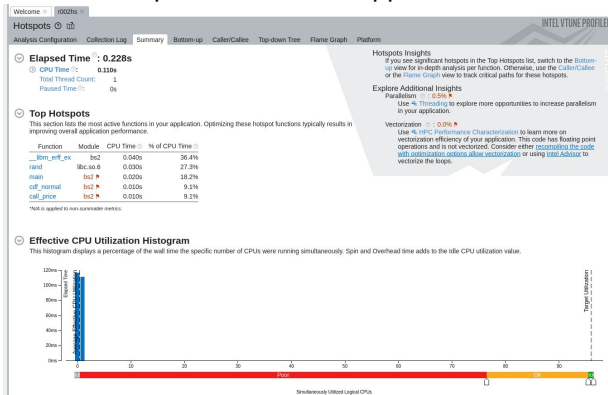 Welcome × r002hs ×
Hotspots
INTEL VTUNE PROFILER
Analysis Configuration Collection Log Summary Bottom-up Caller/Callee Top-down Tree Flame Graph Platform
Elapsed Time: 0.228s
CPU Time: 0.110s
Total Thread Count: 1
Paused Time: 0s
Top Hotspots
This section lists the most active functions in your application. Optimizing these hotspot functions typically results in
improving overall application performance.
Function Module CPU Time % of CPU Time
__libm_erff_ex bs2 0.040s 36.4%
rand libc.so.6 0.030s 27.3%
main bs2 0.020s 18.2%
cdf_normal bs2 0.010s 9.1%
call_price bs2 0.010s 9.1%
*N/A is applied to non-summable metrics.
Hotspots Insights
If you see significant hotspots in the Top Hotspots list, switch to the Bottom-
up view for in-depth analysis per function. Otherwise, use the Caller/Callee
or the Flame Graph view to track critical paths for these hotspots.
Explore Additional Insights
Parallelism: 0.5%
Use Threading to explore more opportunities to increase parallelism
in your application.
Vectorization: 0.0%
Use HPC Performance Characterization to learn more on
vectorization efficiency of your application. This code has floating point
operations and is not vectorized. Consider either recompiling the code
with optimization options allow vectorization or using Intel Advisor to
vectorize the loops.
Effective CPU Utilization Histogram
This histogram displays a percentage of the wall time the specific number of CPUs were running simultaneously. Spin and Overhead time adds to the Idle CPU utilization value.
Elapsed Time
120ms
100ms
80ms
60ms
40ms
20ms
0ms
Average Effective CPU Utilization
Target Utilization
0 10 20 30 40 50 60 70 80 90
Poor Ok
Simultaneously Utilized Logical CPUs